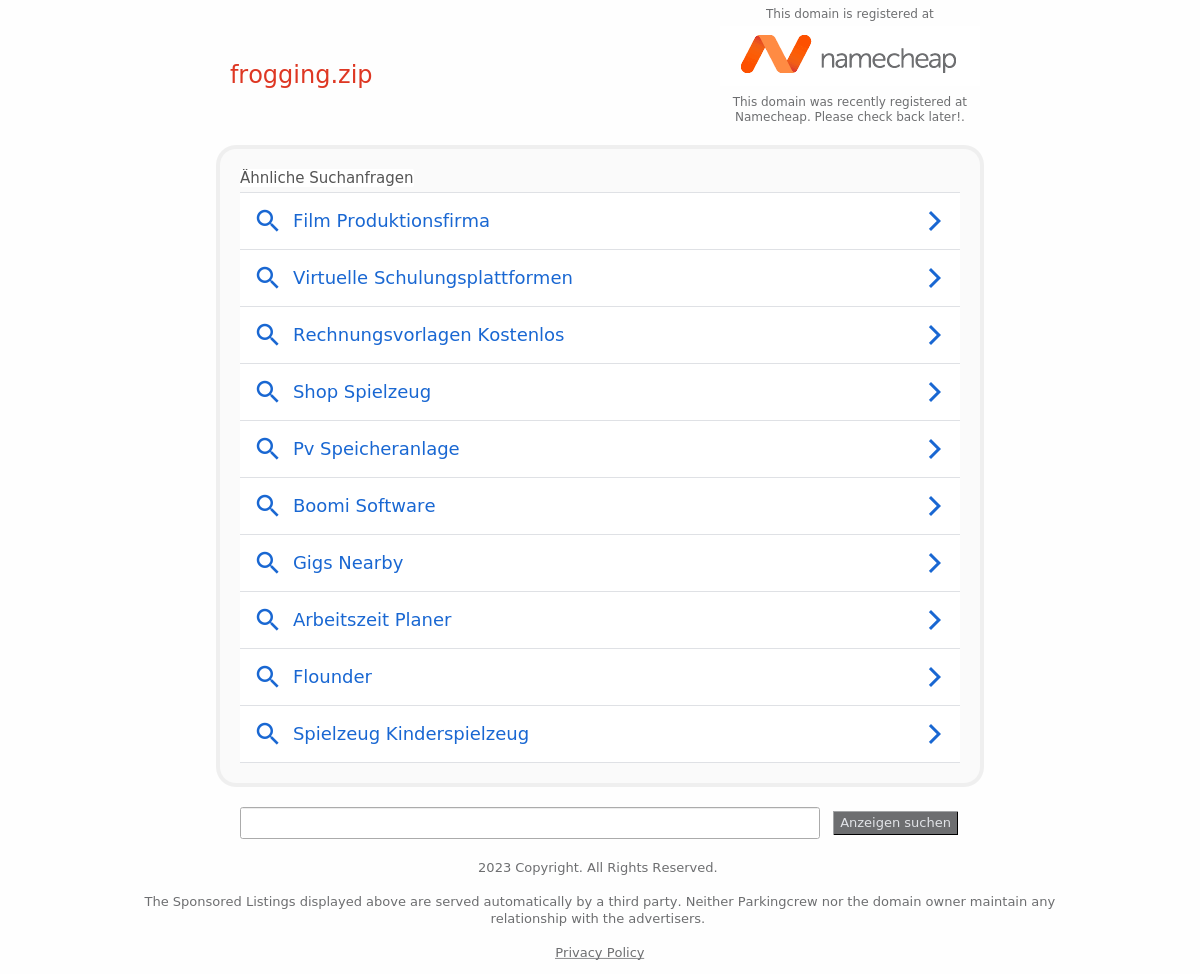 This domain is registered at
namecheap
frogging.zip
This domain was recently registered at
Namecheap. Please check back later!.
Ähnliche Suchanfragen
Film Produktionsfirma
Virtuelle Schulungsplattformen
Rechnungsvorlagen Kostenlos
Shop Spielzeug
Pv Speicheranlage
Boomi Software
Gigs Nearby
Arbeitszeit Planer
Flounder
Spielzeug Kinderspielzeug
Anzeigen suchen
2023 Copyright. All Rights Reserved.
The Sponsored Listings displayed above are served automatically by a third party. Neither Parkingcrew nor the domain owner maintain any
relationship with the advertisers.
Privacy Policy